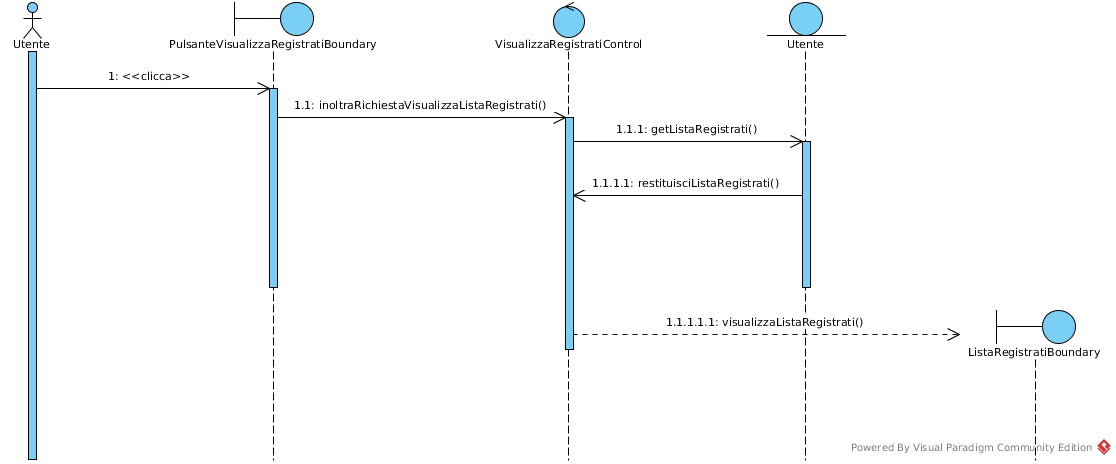 Utente
PulsanteVisualizzaRegistratiBoundary
VisualizzaRegistratiControl
Utente
1: <<clicca>>
1.1: inoltraRichiestaVisualizzaListaRegistrati()
1.1.1: getListaRegistrati()
1.1.1.1: restituisciListaRegistrati()
1.1.1.1.1: visualizzaListaRegistrati()
ListaRegistratiBoundary
Powered By Visual Paradigm Community Edition